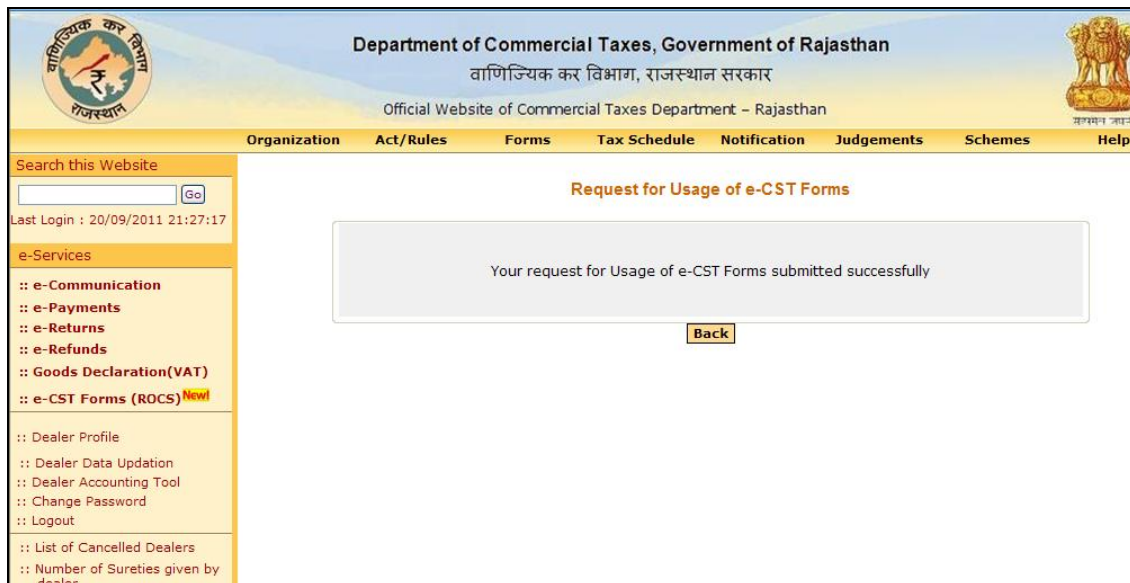 वाणिज्यिक कर विभाग
राजस्थान
Department of Commercial Taxes, Government of Rajasthan
वाणिज्यिक कर विभाग, राजस्थान सरकार
Official Website of Commercial Taxes Department – Rajasthan
Organization Act/Rules Forms Tax Schedule Notification Judgements Schemes Help
Search this Website
Go
Last Login : 20/09/2011 21:27:17
e-Services
:: e-Communication
:: e-Payments
:: e-Returns
:: e-Refunds
:: Goods Declaration(VAT)
:: e-CST Forms (ROCS) New!
:: Dealer Profile
:: Dealer Data Updation
:: Dealer Accounting Tool
:: Change Password
:: Logout
:: List of Cancelled Dealers
:: Number of Sureties given by
dealer
Request for Usage of e-CST Forms
Your request for Usage of e-CST Forms submitted successfully
Back